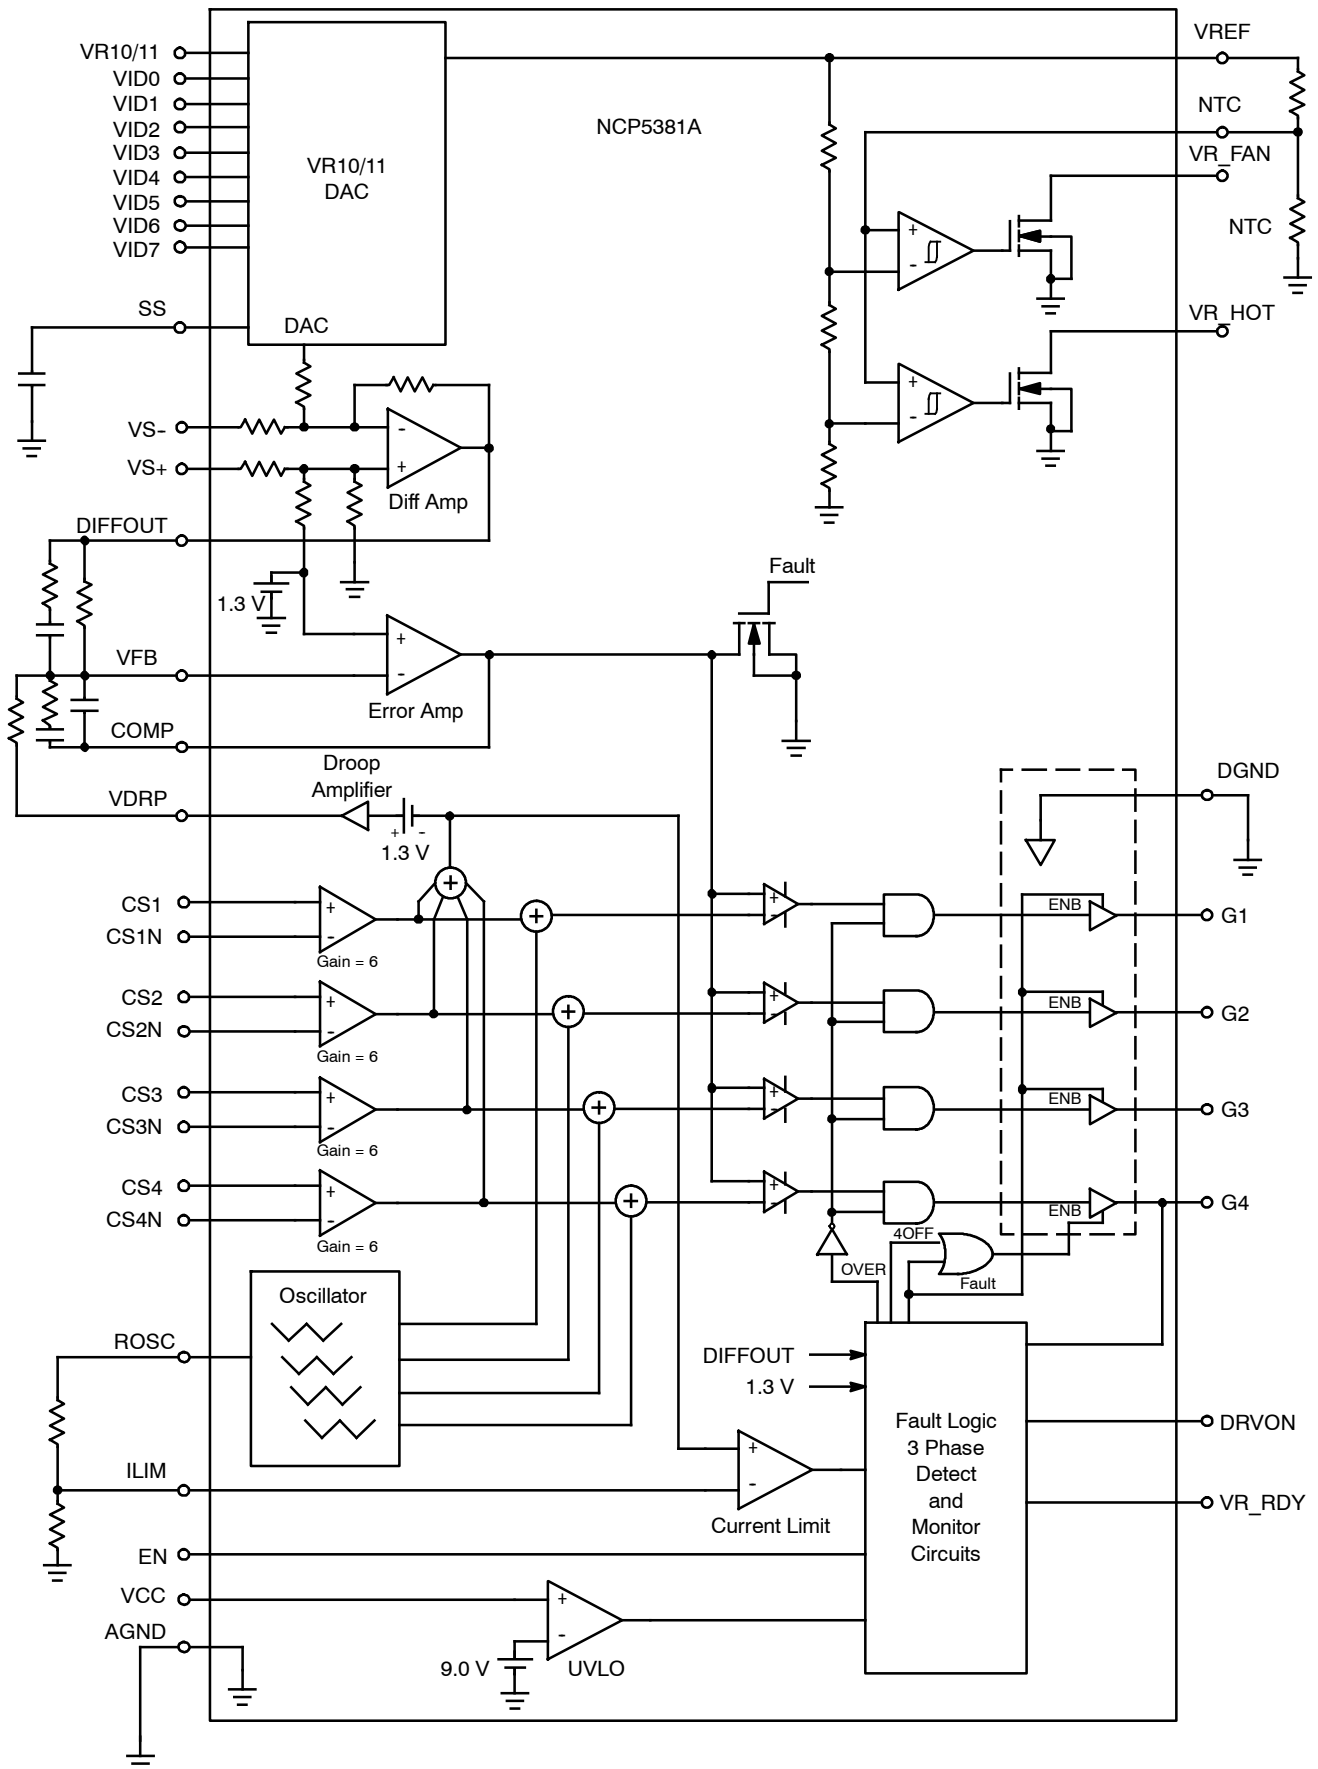 VREF
VR10/11
VID0
VID1
VID2
VID3
VID4
VID5
VID6
VID7
VR10/11
DAC
NCP5381A
NTC
VR_FAN
NTC
+
-
SS
DAC
VR_HOT
+
-
VS-
VS+
-
+
Diff Amp
DIFFOUT
1.3 V
Fault
VFB
+
-
Error Amp
COMP
Droop
Amplifier
VDRP
+ -
1.3 V
DGND
+
CS1
CS1N
+
-
Gain = 6
+
+
-
ENB
G1
CS2
CS2N
+
-
Gain = 6
+
+
-
ENB
G2
CS3
CS3N
+
-
Gain = 6
+
+
-
ENB
G3
CS4
CS4N
+
-
Gain = 6
+
+
-
ENB
G4
4OFF
OVER
Fault
Oscillator
ROSC
DIFFOUT
1.3 V
Fault Logic
3 Phase
Detect
and
Monitor
Circuits
DRVON
ILIM
+
-
Current Limit
VR_RDY
EN
VCC
AGND
+
-
9.0 V
UVLO